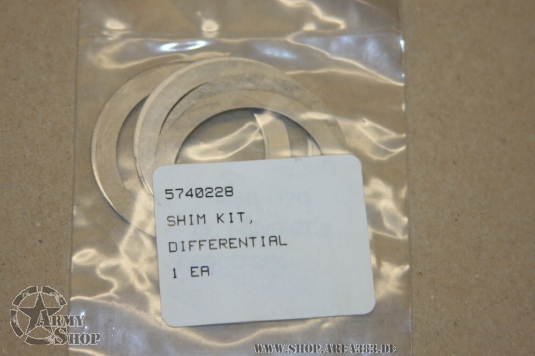 5740228
SHIM KIT,
DIFFERENTIAL
1 EA
ARMY
SHOP
WWW.SHOP.AREA383.DE